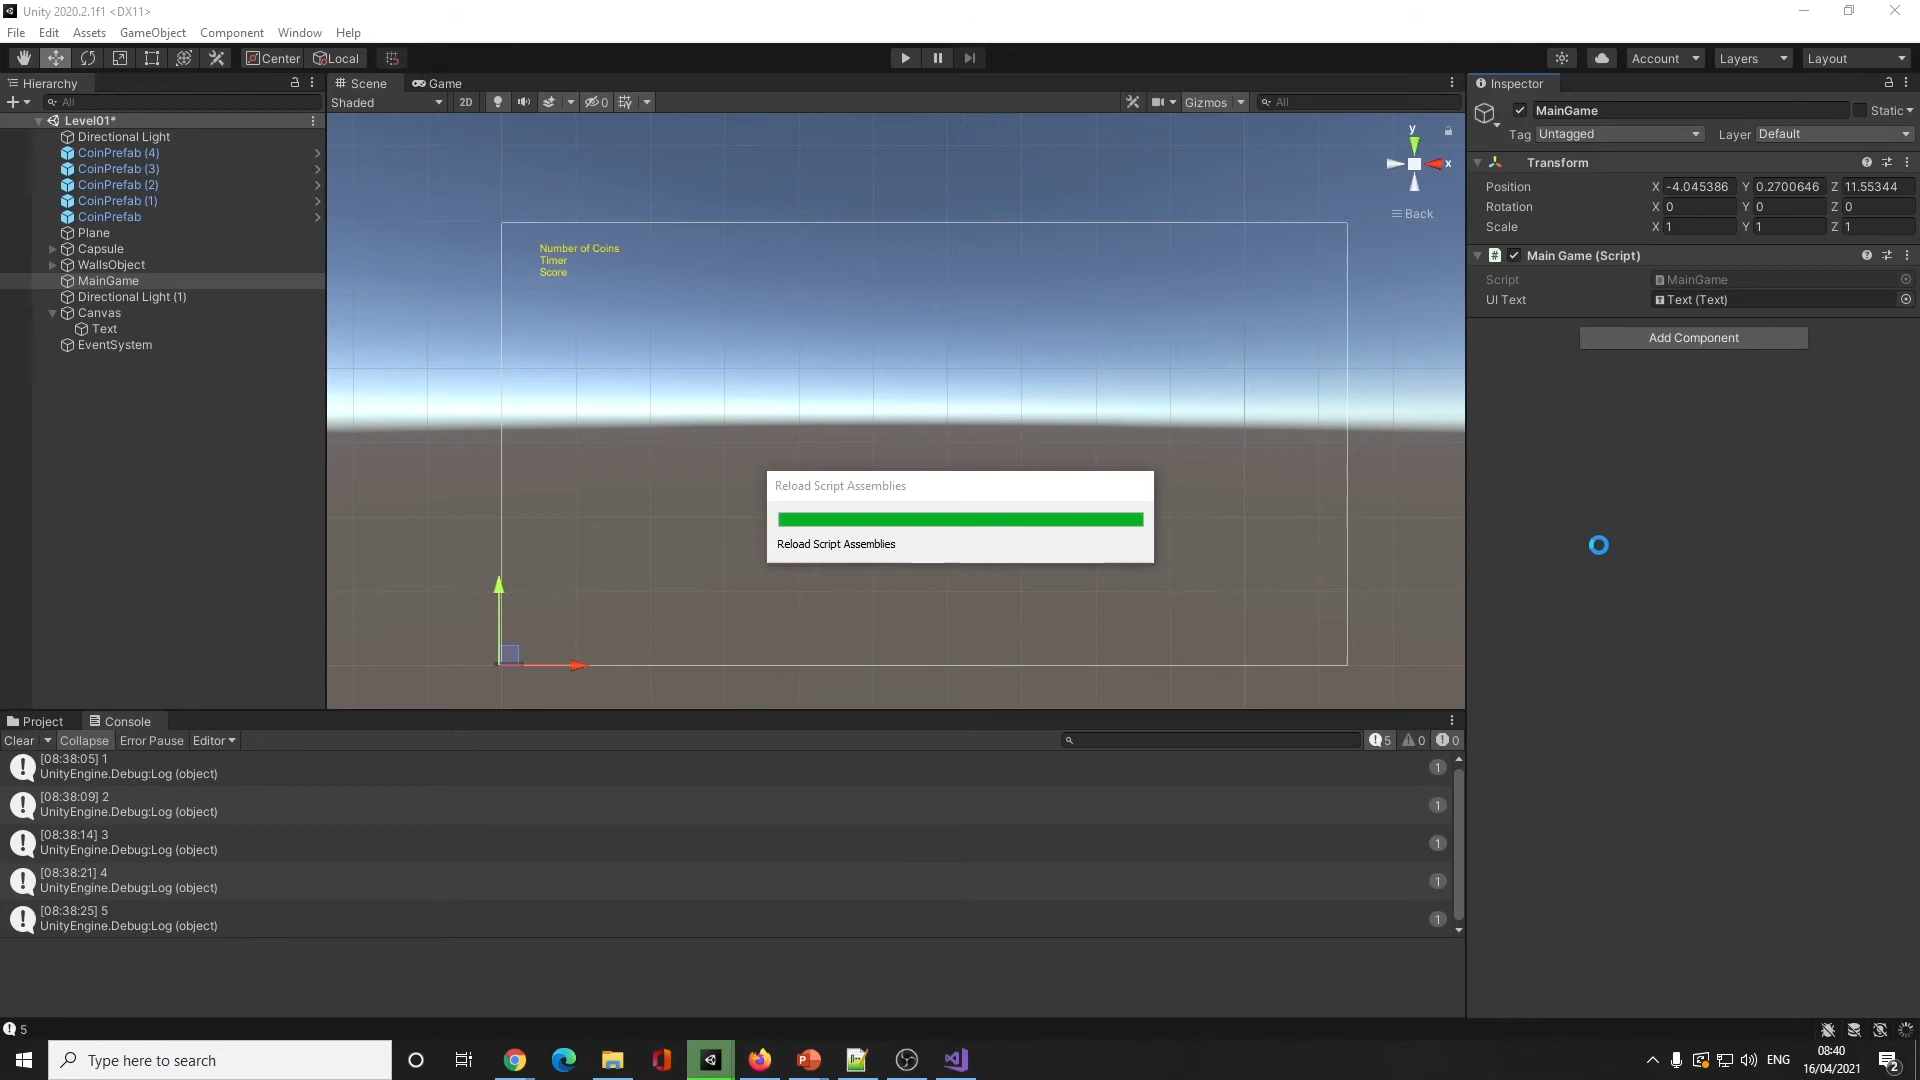 Unity 2020.2.1f1 <DX11>
File Edit Assets GameObject Component Window Help
Center Local
Account Layers Layout
Hierarchy
All
Level01*
Directional Light
CoinPrefab (4)
CoinPrefab (3)
CoinPrefab (2)
CoinPrefab (1)
CoinPrefab
Plane
Capsule
WallsObject
MainGame
Directional Light (1)
Canvas
Text
EventSystem
Scene Game
Shaded 2D 0 Gizmos All
y
x
Back
Number of Coins
Timer
Score
Reload Script Assemblies
Reload Script Assemblies
Inspector
MainGame Static
Tag Untagged Layer Default
Transform
Position X -4.045386 Y 0.2700646 Z 11.55344
Rotation X 0 Y 0 Z 0
Scale X 1 Y 1 Z 1
# Main Game (Script)
Script MainGame
UI Text Text (Text)
Add Component
Project Console
Clear Collapse Error Pause Editor 5 0 0
[08:38:05] 1
UnityEngine.Debug:Log (object)
1
[08:38:09] 2
UnityEngine.Debug:Log (object)
1
[08:38:14] 3
UnityEngine.Debug:Log (object)
1
[08:38:21] 4
UnityEngine.Debug:Log (object)
1
[08:38:25] 5
UnityEngine.Debug:Log (object)
1
5
Type here to search
ENG
08:40
16/04/2021
2